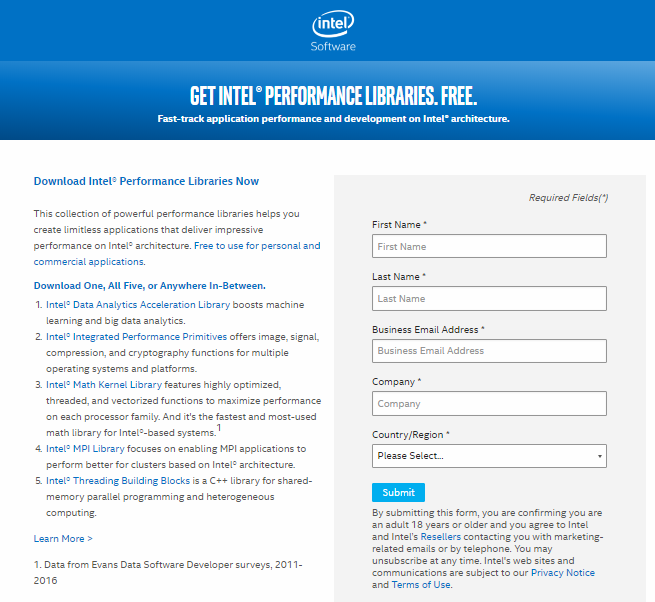 intel
Software
GET INTEL® PERFORMANCE LIBRARIES. FREE.
Fast-track application performance and development on Intel® architecture.
Download Intel® Performance Libraries Now
This collection of powerful performance libraries helps you
create limitless applications that deliver impressive
performance on Intel® architecture. Free to use for personal and
commercial applications.
Download One, All Five, or Anywhere In-Between.
1. Intel® Data Analytics Acceleration Library boosts machine
learning and big data analytics.
2. Intel® Integrated Performance Primitives offers image, signal,
compression, and cryptography functions for multiple
operating systems and platforms.
3. Intel® Math Kernel Library features highly optimized,
threaded, and vectorized functions to maximize performance
on each processor family. And it's the fastest and most-used
math library for Intel®-based systems.1
4. Intel® MPI Library focuses on enabling MPI applications to
perform better for clusters based on Intel® architecture.
5. Intel® Threading Building Blocks is a C++ library for shared-
memory parallel programming and heterogeneous
computing.
Learn More >
1. Data from Evans Data Software Developer surveys, 2011-
2016
Required Fields(*)
First Name *
First Name
Last Name *
Last Name
Business Email Address *
Business Email Address
Company *
Company
Country/Region *
Please Select...
Submit
By submitting this form, you are confirming you are
an adult 18 years or older and you agree to Intel
and Intel's Resellers contacting you with marketing-
related emails or by telephone. You may
unsubscribe at any time. Intel's web sites and
communications are subject to our Privacy Notice
and Terms of Use.